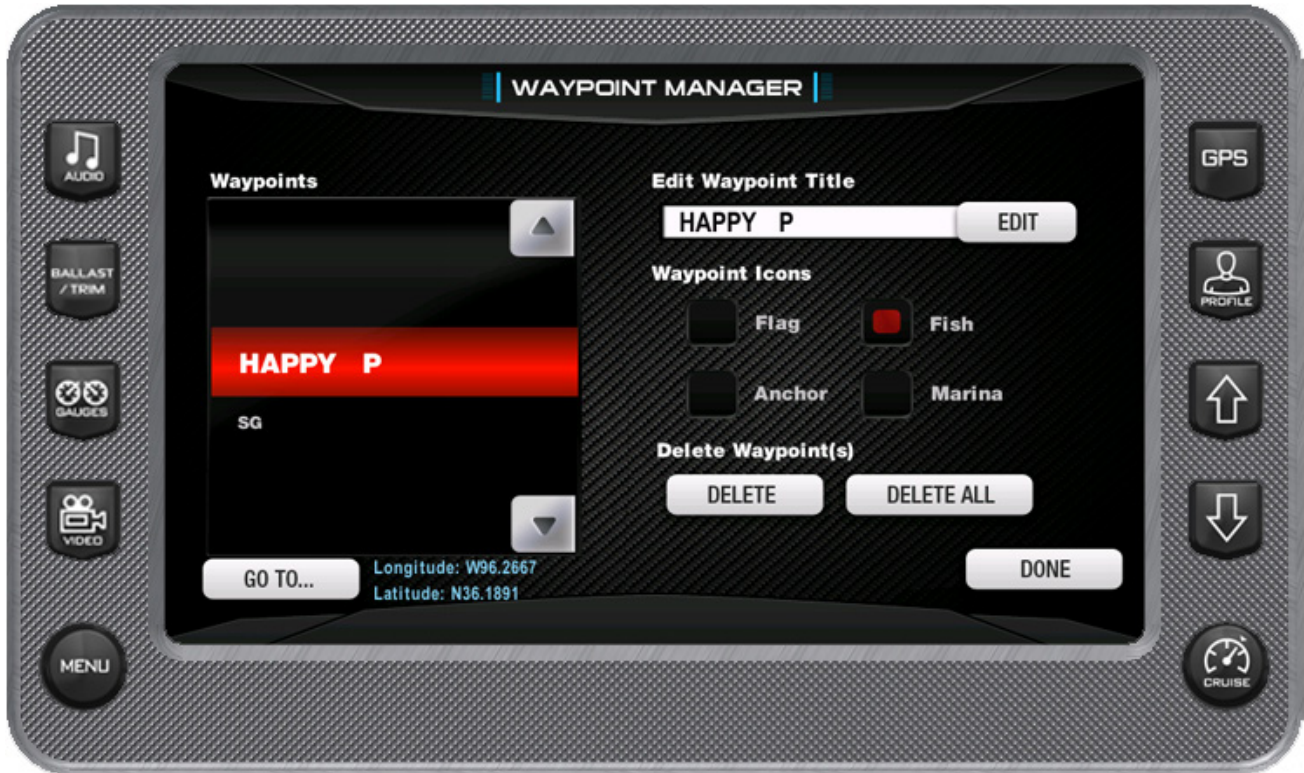 WAYPOINT MANAGER
AUDIO
BALLAST
/ TRIM
GAUGES
VIDEO
MENU
Waypoints
HAPPY P
SG
GO TO...
Longitude: W96.2667
Latitude: N36.1891
Edit Waypoint Title
HAPPY P
EDIT
Waypoint Icons
Flag
Fish
Anchor
Marina
Delete Waypoint(s)
DELETE
DELETE ALL
DONE
GPS
PROFILE
CRUISE